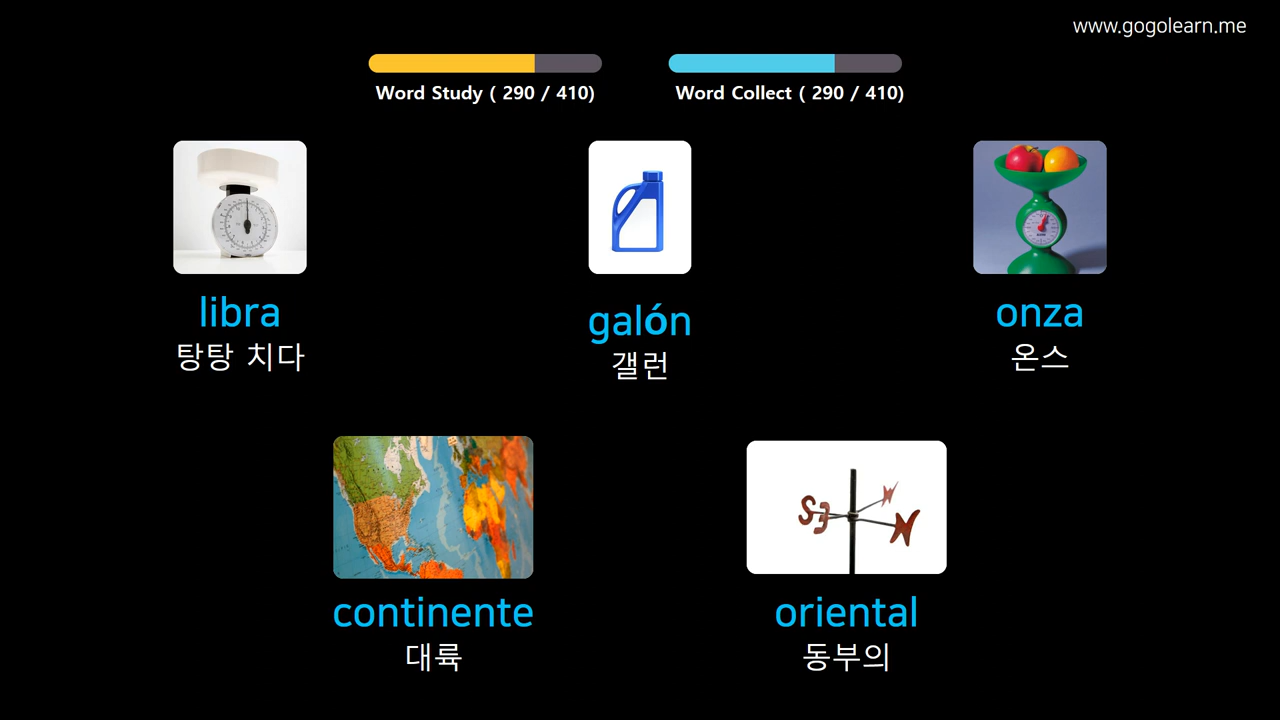 www.gogolearn.me
Word Study ( 290 / 410)
Word Collect ( 290 / 410)
libra
탕탕 치다
galón
갤런
onza
온스
continente
대륙
oriental
동부의